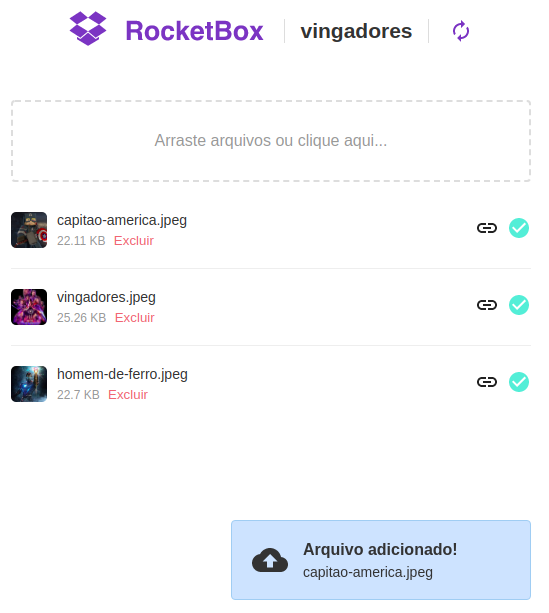 RocketBox vingadores
Arraste arquivos ou clique aqui...
capitao-america.jpeg
22.11 KB Excluir
vingadores.jpeg
25.26 KB Excluir
homem-de-ferro.jpeg
22.7 KB Excluir
Arquivo adicionado!
capitao-america.jpeg